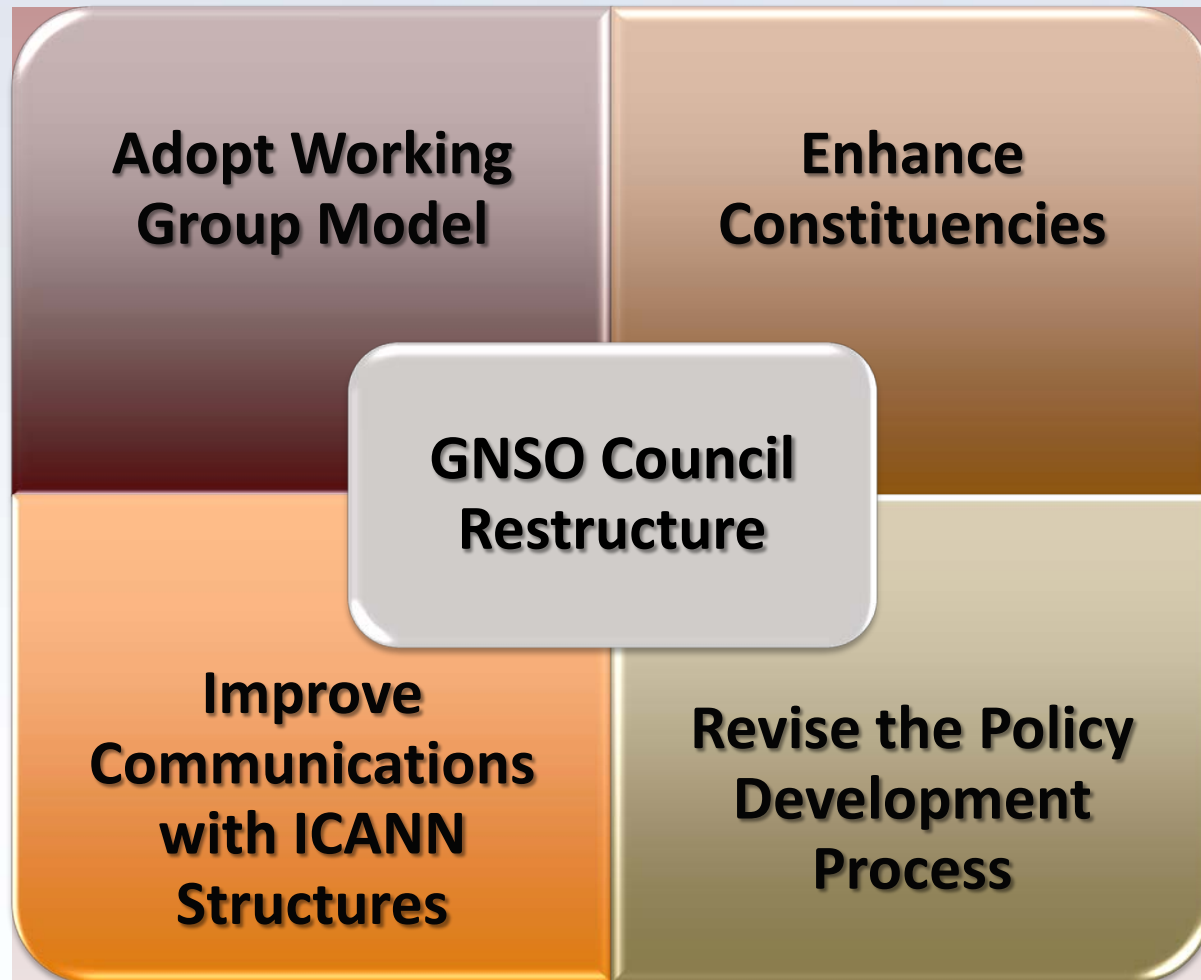 Adopt Working
Group Model
Enhance
Constituencies
GNSO Council
Restructure
Improve
Communications
with ICANN
Structures
Revise the Policy
Development
Process